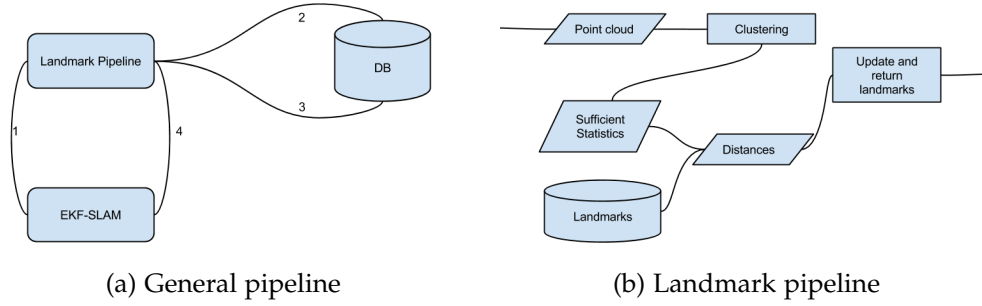 2
Landmark Pipeline
DB
3
1
4
EKF-SLAM
(a) General pipeline
Point cloud
Clustering
Update and
return
landmarks
Sufficient
Statistics
Distances
Landmarks
(b) Landmark pipeline